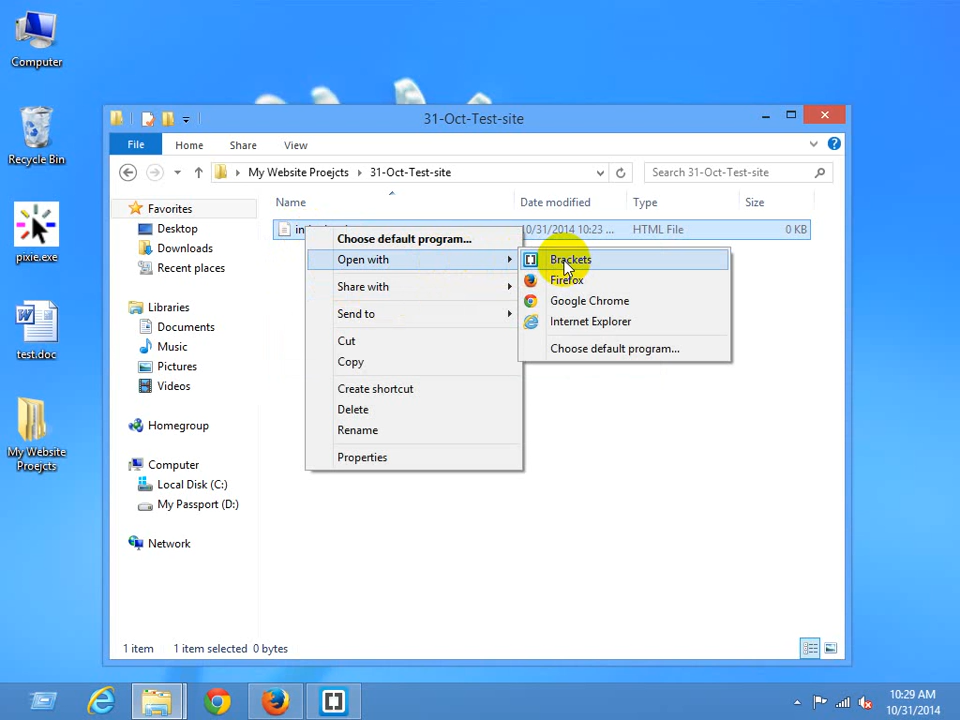 Computer
Recycle Bin
pixie.exe
test.doc
My Website
Proejcts
31-Oct-Test-site
File
Home
Share
View
My Website Proejcts
31-Oct-Test-site
Search 31-Oct-Test-site
Name
Date modified
Type
Size
10/31/2014 10:23 ...
HTML File
0 KB
Favorites
Desktop
Downloads
Recent places
Libraries
Documents
Music
Pictures
Videos
Homegroup
Computer
Local Disk (C:)
My Passport (D:)
Network
Choose default program...
Open with
Share with
Send to
Cut
Copy
Create shortcut
Delete
Rename
Properties
Brackets
Firefox
Google Chrome
Internet Explorer
Choose default program...
1 item
1 item selected 0 bytes
10:29 AM
10/31/2014